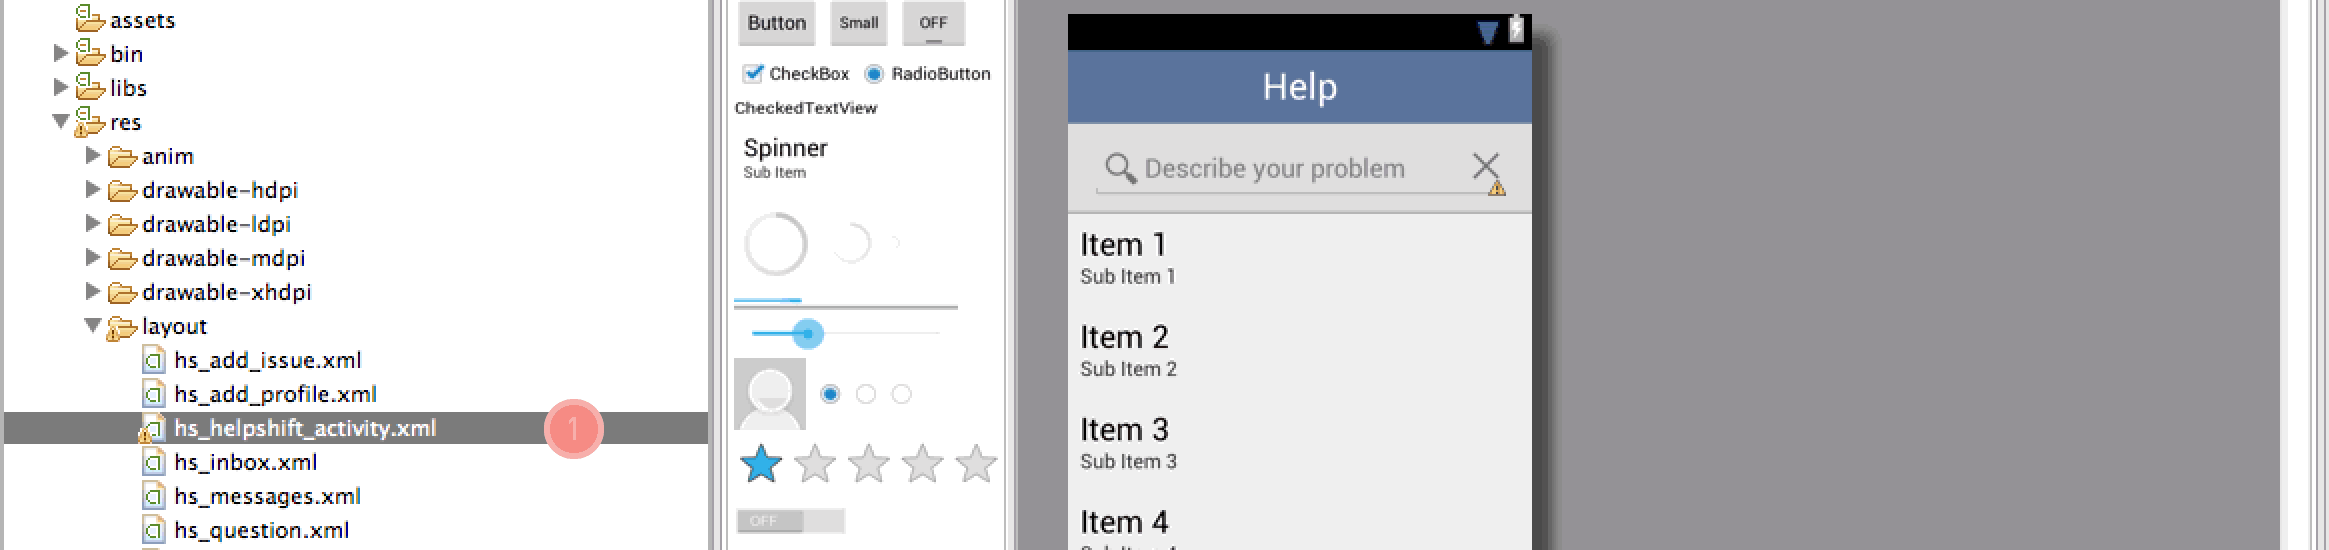 assets
bin
libs
res
anim
drawable-hdpi
drawable-ldpi
drawable-mdpi
drawable-xhdpi
layout
hs_add_issue.xml
hs_add_profile.xml
hs_helpshift_activity.xml
1
hs_inbox.xml
hs_messages.xml
hs_question.xml
Button Small OFF
CheckBox RadioButton
CheckedTextView
Spinner
Sub Item
OFF
Help
Describe your problem
Item 1
Sub Item 1
Item 2
Sub Item 2
Item 3
Sub Item 3
Item 4